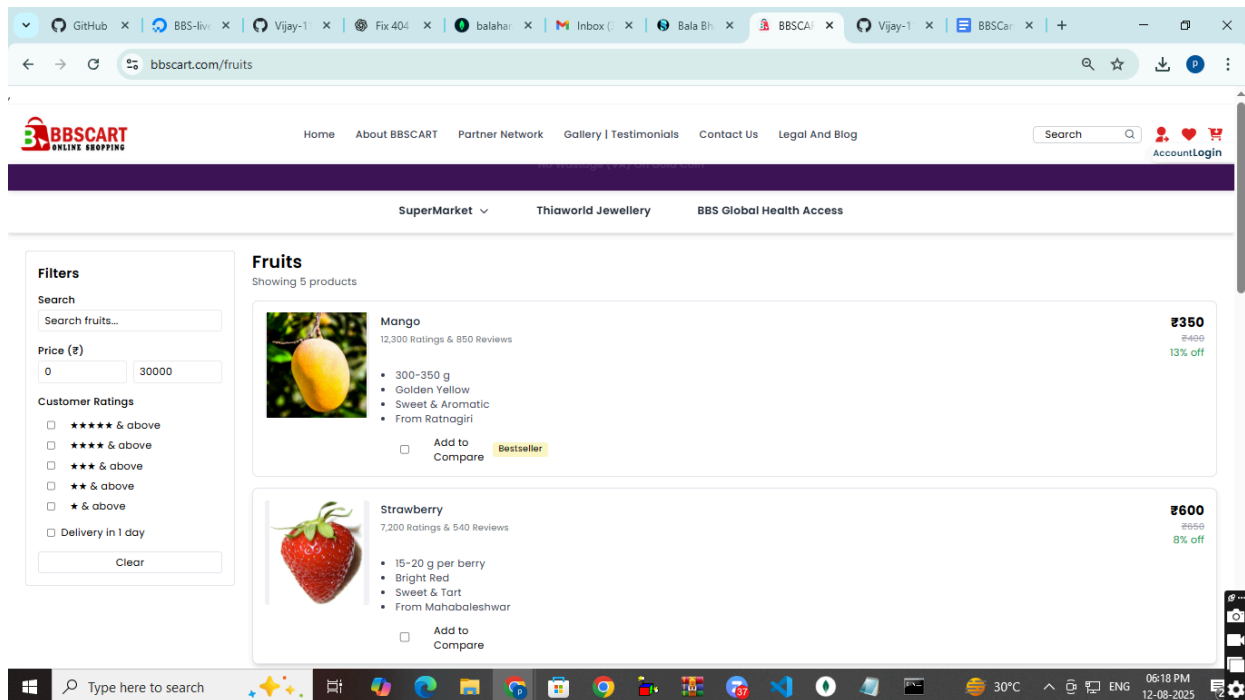 GitHub
BBS-live
Vijay-1
Fix 404
balahar
Inbox (
Bala Bh
BBSCAR
Vijay-1
BBSCar
bbscart.com/fruits
P
BBSCART
ONLINE SHOPPING
Home About BBSCART Partner Network Gallery | Testimonials Contact Us Legal And Blog
Search
AccountLogin
SuperMarket Thiaworld Jewellery BBS Global Health Access
Filters
Search
Search fruits...
Price (₹)
0 30000
Customer Ratings
★★★★★ & above
★★★★ & above
★★★ & above
★★ & above
★ & above
Delivery in 1 day
Clear
Fruits
Showing 5 products
Mango
12,300 Ratings & 850 Reviews
• 300-350 g
• Golden Yellow
• Sweet & Aromatic
• From Ratnagiri
Add to
Compare
Bestseller
₹350
₹400
13% off
Strawberry
7,200 Ratings & 540 Reviews
• 15-20 g per berry
• Bright Red
• Sweet & Tart
• From Mahabaleshwar
Add to
Compare
₹600
₹650
8% off
Type here to search
37
30°C
ENG
06:18 PM
12-08-2025
2